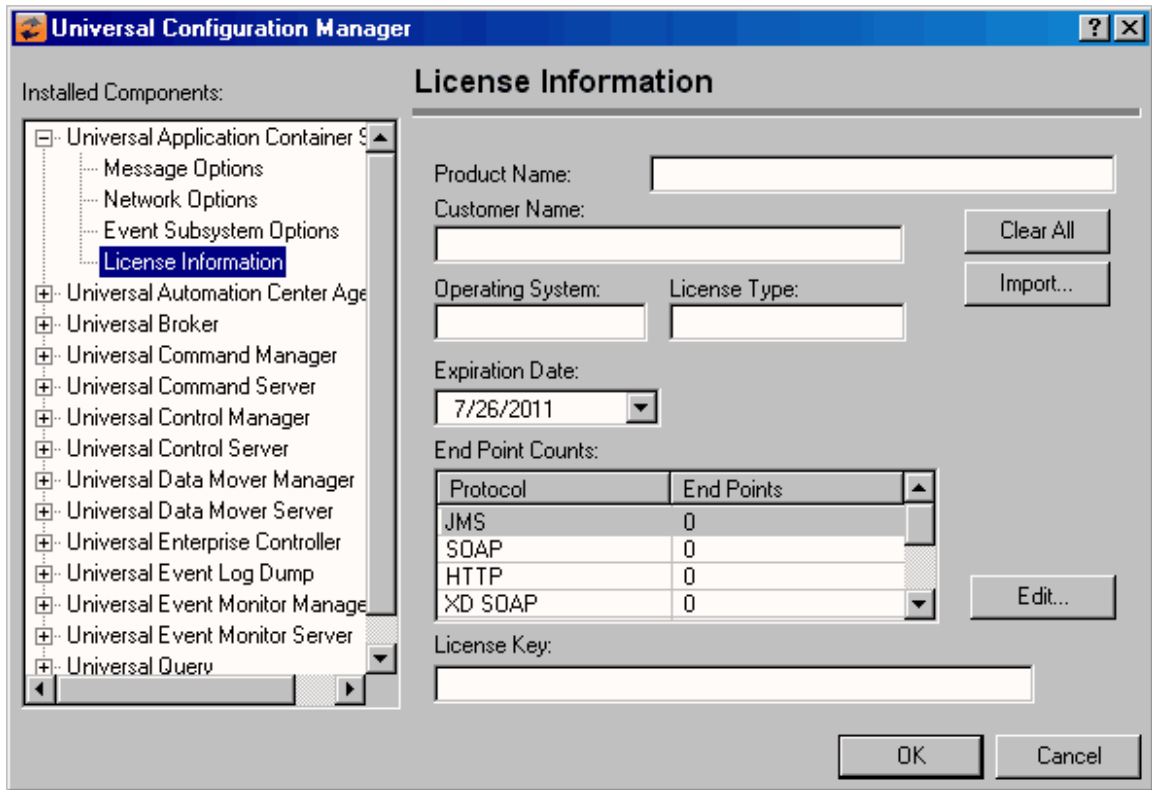 Universal Configuration Manager
Installed Components:
License Information
Universal Application Container S
Message Options
Network Options
Event Subsystem Options
License Information
Universal Automation Center Age
Universal Broker
Universal Command Manager
Universal Command Server
Universal Control Manager
Universal Control Server
Universal Data Mover Manager
Universal Data Mover Server
Universal Enterprise Controller
Universal Event Log Dump
Universal Event Monitor Manage
Universal Event Monitor Server
Universal Query
Product Name:
Customer Name:
Clear All
Import...
Operating System: License Type:
Expiration Date:
7/26/2011
End Point Counts:
Protocol End Points
JMS 0
SOAP 0
HTTP 0
XD SOAP 0
Edit...
License Key:
OK Cancel